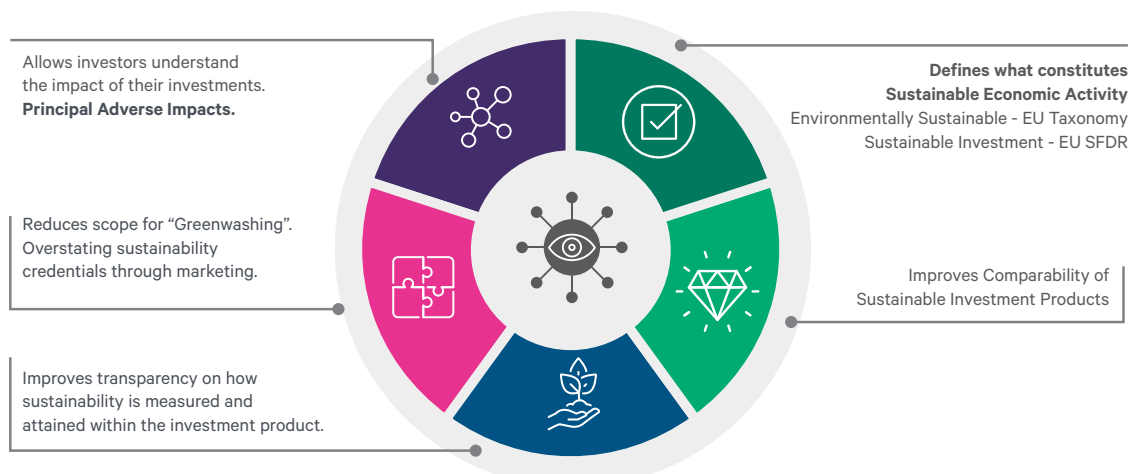 Allows investors understand
the impact of their investments.
Principal Adverse Impacts.
Defines what constitutes
Sustainable Economic Activity
Environmentally Sustainable - EU Taxonomy
Sustainable Investment - EU SFDR
Reduces scope for “Greenwashing”.
Overstating sustainability
credentials through marketing.
Improves Comparability of
Sustainable Investment Products
Improves transparency on how
sustainability is measured and
attained within the investment product.